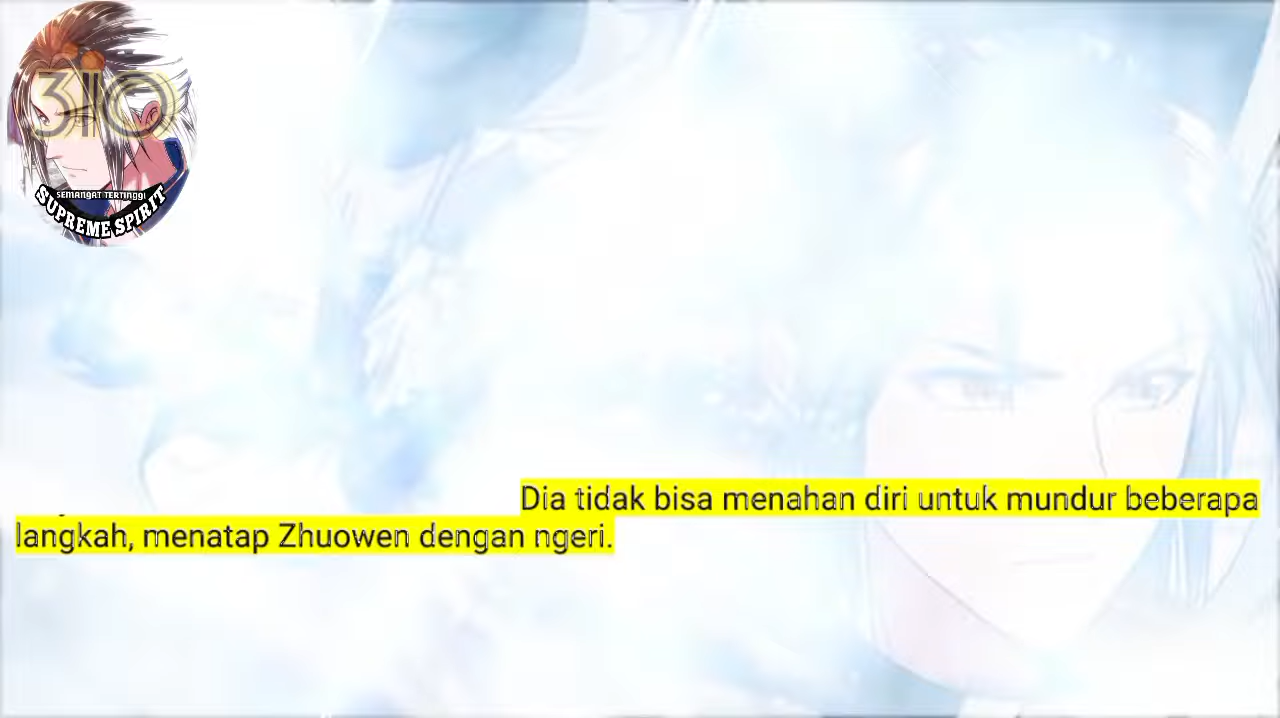 310
SEMANGAT TERTINGGI
SUPREME SPIRIT
Dia tidak bisa menahan diri untuk mundur beberapa
langkah, menatap Zhuowen dengan ngeri.